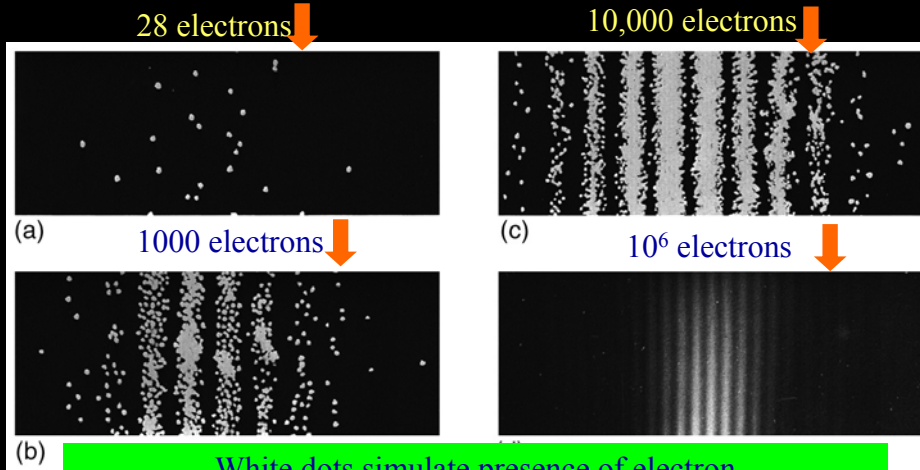 28 electrons
10,000 electrons
(a)
(c)
1000 electrons
10⁶ electrons
(b)
White dots simulate presence of electron